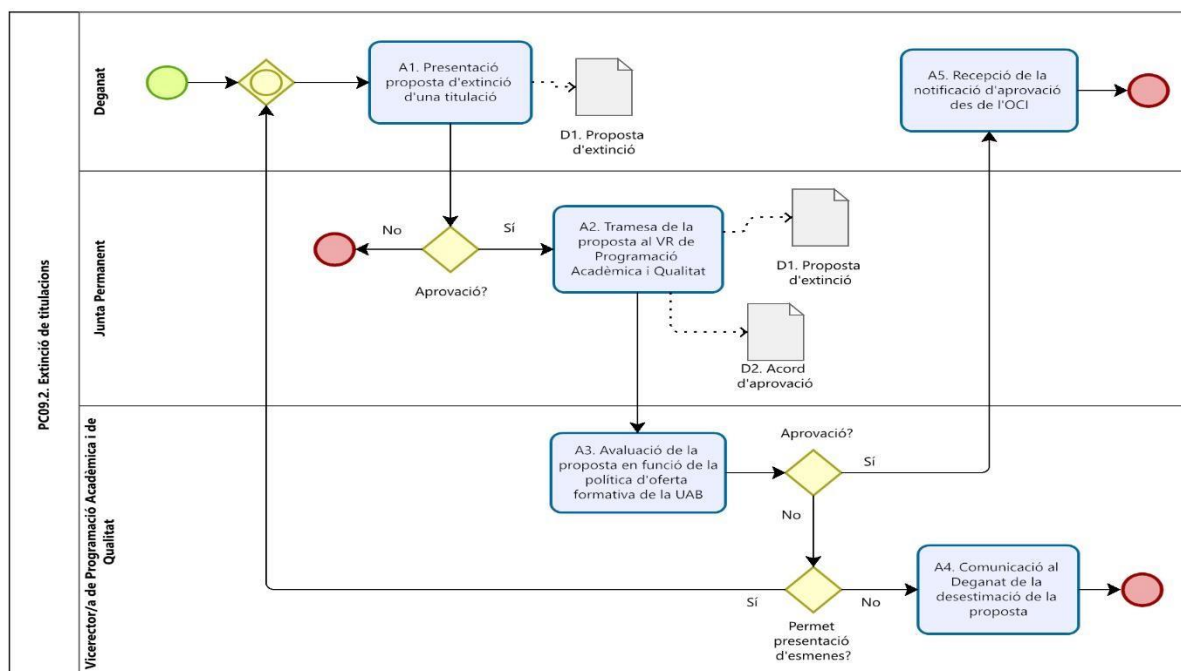 PC09.2. Extinció de titulacions
Deganat
A1. Presentació
proposta d'extinció
d'una titulació
D1. Proposta
d'extinció
A5. Recepció de la
notificació d'aprovació
des de l'OCI
Junta Permanent
No
Sí
Aprovació?
A2. Tramesa de la
proposta al VR de
Programació
Acadèmica i Qualitat
D1. Proposta
d'extinció
D2. Acord
d'aprovació
Vicerector/a de Programació Acadèmica i de
Qualitat
A3. Avaluació de la
proposta en funció de la
política d'oferta
formativa de la UAB
Aprovació?
Sí
No
Sí
No
Permet
presentació
d'esmenes?
A4. Comunicació al
Deganat de la
desestimació de la
proposta